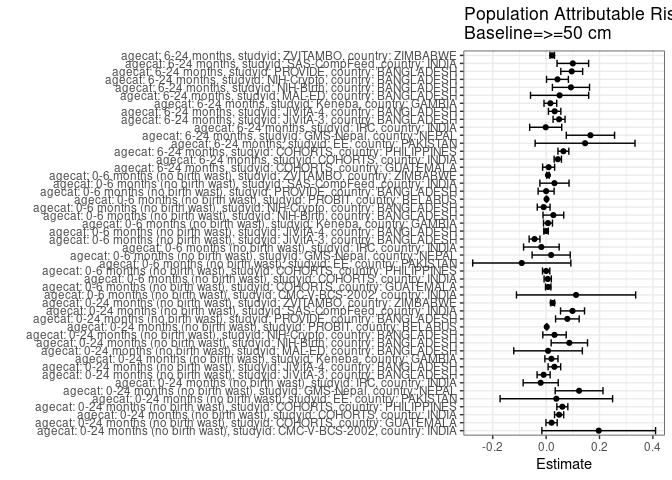 Population Attributable Ris
Baseline=>=50 cm
agecat: 6-24 months, studyid: ZVITAMBO, country: ZIMBABWE
agecat: 6-24 months, studyid: SAS-CompFeed, country: INDIA
agecat: 6-24 months, studyid: PROVIDE, country: BANGLADESH
agecat: 6-24 months, studyid: NIH-Crypto, country: BANGLADESH
agecat: 6-24 months, studyid: NIH-Birth, country: BANGLADESH
agecat: 6-24 months, studyid: MAL-ED, country: BANGLADESH
agecat: 6-24 months, studyid: Keneba, country: GAMBIA
agecat: 6-24 months, studyid: JiVitA-4, country: BANGLADESH
agecat: 6-24 months, studyid: JiVitA-3, country: BANGLADESH
agecat: 6-24 months, studyid: IRC, country: INDIA
agecat: 6-24 months, studyid: GMS-Nepal, country: NEPAL
agecat: 6-24 months, studyid: EE, country: PAKISTAN
agecat: 6-24 months, studyid: COHORTS, country: PHILIPPINES
agecat: 6-24 months, studyid: COHORTS, country: INDIA
agecat: 6-24 months, studyid: COHORTS, country: GUATEMALA
agecat: 0-6 months (no birth wast), studyid: ZVITAMBO, country: ZIMBABWE
agecat: 0-6 months (no birth wast), studyid: SAS-CompFeed, country: INDIA
agecat: 0-6 months (no birth wast), studyid: PROVIDE, country: BANGLADESH
agecat: 0-6 months (no birth wast), studyid: PROBIT, country: BELARUS
agecat: 0-6 months (no birth wast), studyid: NIH-Crypto, country: BANGLADESH
agecat: 0-6 months (no birth wast), studyid: NIH-Birth, country: BANGLADESH
agecat: 0-6 months (no birth wast), studyid: Keneba, country: GAMBIA
agecat: 0-6 months (no birth wast), studyid: JiVitA-4, country: BANGLADESH
agecat: 0-6 months (no birth wast), studyid: JiVitA-3, country: BANGLADESH
agecat: 0-6 months (no birth wast), studyid: IRC, country: INDIA
agecat: 0-6 months (no birth wast), studyid: GMS-Nepal, country: NEPAL
agecat: 0-6 months (no birth wast), studyid: EE, country: PAKISTAN
agecat: 0-6 months (no birth wast), studyid: COHORTS, country: PHILIPPINES
agecat: 0-6 months (no birth wast), studyid: COHORTS, country: INDIA
agecat: 0-6 months (no birth wast), studyid: COHORTS, country: GUATEMALA
agecat: 0-6 months (no birth wast), studyid: CMC-V-BCS-2002, country: INDIA
agecat: 0-24 months (no birth wast), studyid: ZVITAMBO, country: ZIMBABWE
agecat: 0-24 months (no birth wast), studyid: SAS-CompFeed, country: INDIA
agecat: 0-24 months (no birth wast), studyid: PROVIDE, country: BANGLADESH
agecat: 0-24 months (no birth wast), studyid: PROBIT, country: BELARUS
agecat: 0-24 months (no birth wast), studyid: NIH-Crypto, country: BANGLADESH
agecat: 0-24 months (no birth wast), studyid: NIH-Birth, country: BANGLADESH
agecat: 0-24 months (no birth wast), studyid: MAL-ED, country: BANGLADESH
agecat: 0-24 months (no birth wast), studyid: Keneba, country: GAMBIA
agecat: 0-24 months (no birth wast), studyid: JiVitA-4, country: BANGLADESH
agecat: 0-24 months (no birth wast), studyid: JiVitA-3, country: BANGLADESH
agecat: 0-24 months (no birth wast), studyid: IRC, country: INDIA
agecat: 0-24 months (no birth wast), studyid: GMS-Nepal, country: NEPAL
agecat: 0-24 months (no birth wast), studyid: EE, country: PAKISTAN
agecat: 0-24 months (no birth wast), studyid: COHORTS, country: PHILIPPINES
agecat: 0-24 months (no birth wast), studyid: COHORTS, country: INDIA
agecat: 0-24 months (no birth wast), studyid: COHORTS, country: GUATEMALA
agecat: 0-24 months (no birth wast), studyid: CMC-V-BCS-2002, country: INDIA
-0.2 0.0 0.2 0.4
Estimate